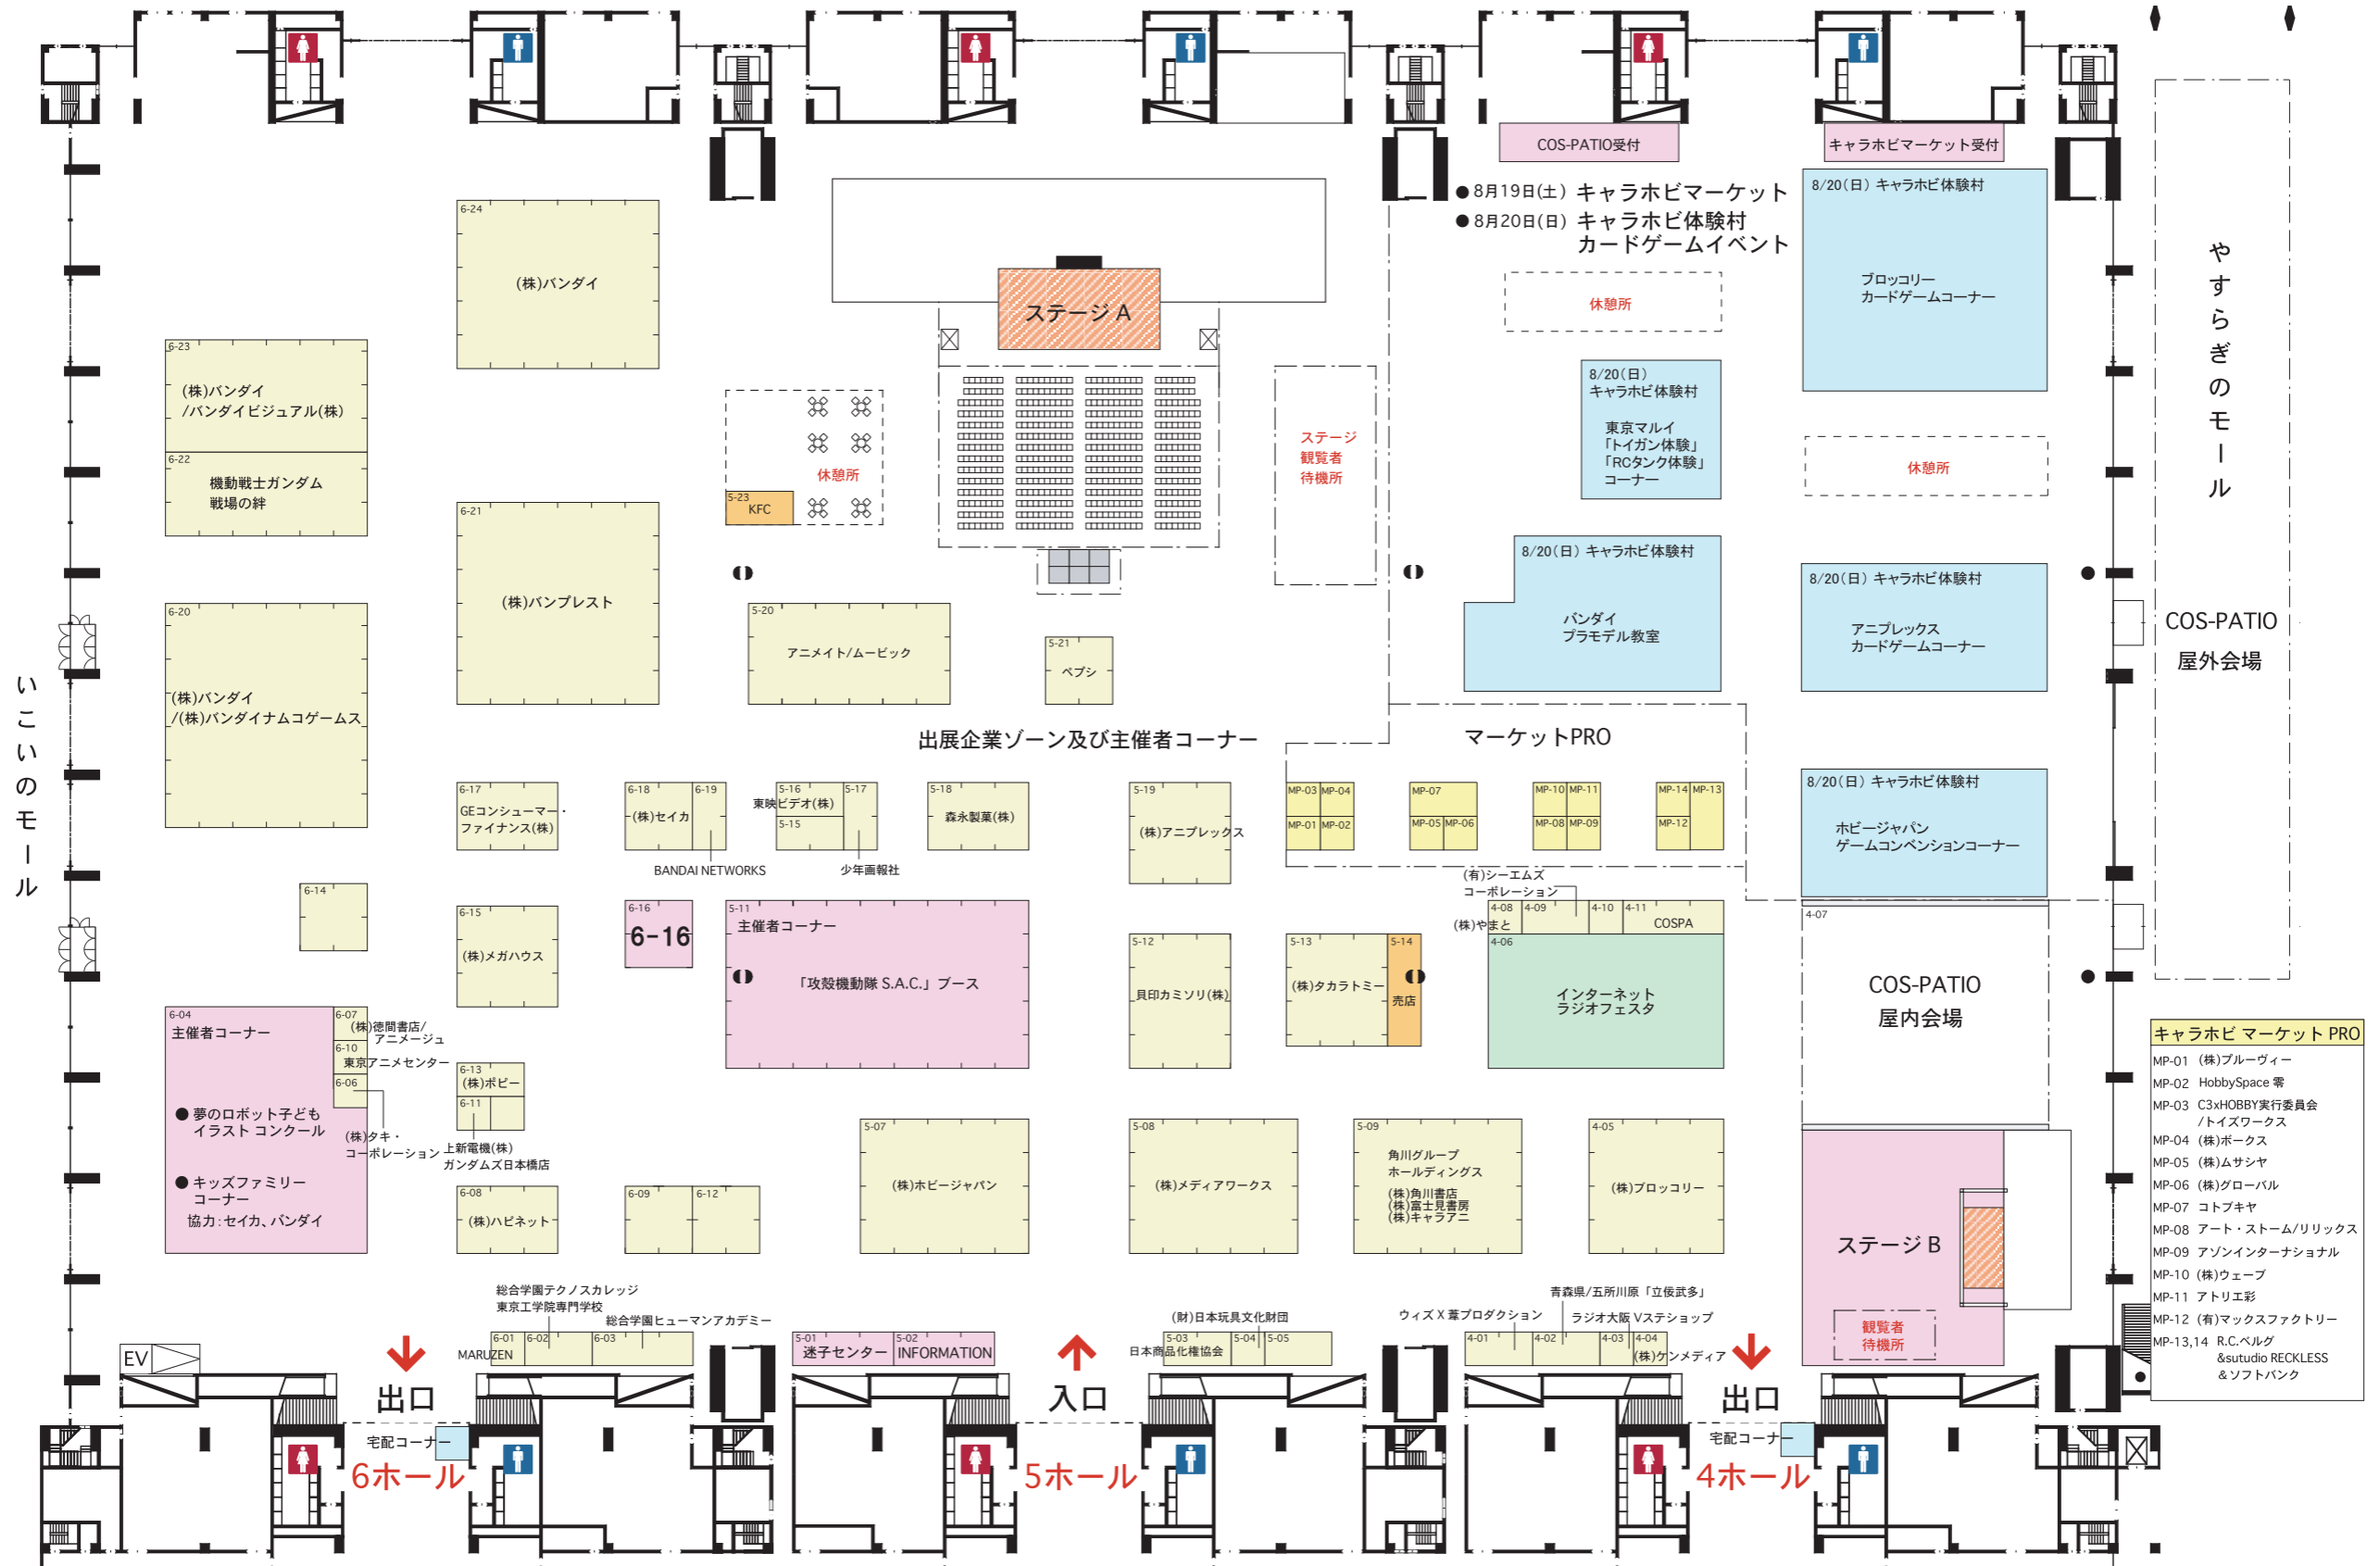 COS-PATIO受付
キャラホビマーケット受付
●8月19日(土) キャラホビマーケット
●8月20日(日) キャラホビ体験村
カードゲームイベント
8/20(日) キャラホビ体験村
ブロッコリー
カードゲームコーナー
やすらぎのモール
COS-PATIO
屋外会場
6-24
(株)バンダイ
ステージ A
休憩所
6-23
(株)バンダイ
/バンダイビジュアル(株)
6-22
機動戦士ガンダム
戦場の絆
休憩所
5-23
KFC
ステージ
観覧者
待機所
8/20(日)
キャラホビ体験村
東京マルイ
「トイガン体験」
「RCタンク体験」
コーナー
休憩所
6-21
(株)バンプレスト
8/20(日) キャラホビ体験村
バンダイ
プラモデル教室
8/20(日) キャラホビ体験村
アニプレックス
カードゲームコーナー
いこいのモール
6-20
(株)バンダイ
/(株)バンダイナムコゲームス
5-20
アニメイト/ムービック
5-21
ペプシ
出展企業ゾーン及び主催者コーナー
マーケットPRO
6-17
GEコンシューマー・
ファイナンス(株)
6-18
(株)セイカ
6-19
BANDAI NETWORKS
5-16
東映ビデオ(株)
5-15
5-17
少年画報社
5-18
森永製菓(株)
5-19
(株)アニプレックス
MP-03 MP-04
MP-01 MP-02
MP-07
MP-05 MP-06
MP-10 MP-11
MP-08 MP-09
MP-14 MP-13
MP-12
8/20(日) キャラホビ体験村
ホビージャパン
ゲームコンベンションコーナー
6-14
6-15
(株)メガハウス
6-16
6-16
5-11
主催者コーナー
「攻殻機動隊 S.A.C.」ブース
5-12
貝印カミソリ(株)
5-13
(株)タカラトミー
5-14
売店
(有)シーエムズ
コーポレーション
(株)やまと
4-08
4-09
4-10
4-11
COSPA
4-06
インターネット
ラジオフェスタ
4-07
COS-PATIO
屋内会場
6-04
主催者コーナー
●夢のロボット子ども
イラスト コンクール
●キッズファミリー
コーナー
協力:セイカ、バンダイ
6-07
(株)徳間書店/
アニメージュ
6-10
東京アニメセンター
6-06
(株)タキ・
コーポレーション
6-13
(株)ポピー
6-11
上新電機(株)
ガンダムズ日本橋店
6-08
(株)ハピネット
6-09
6-12
5-07
(株)ホビージャパン
5-08
(株)メディアワークス
5-09
角川グループ
ホールディングス
(株)角川書店
(株)富士見書房
(株)キャラアニ
4-05
(株)ブロッコリー
ステージ B
観覧者
待機所
総合学園テクノスカレッジ
東京工学院専門学校
総合学園ヒューマンアカデミー
MARUZEN
6-01
6-02
6-03
5-01
迷子センター
5-02
INFORMATION
(財)日本玩具文化財団
5-03
日本商品化権協会
5-04
5-05
青森県/五所川原「立佞武多」
ウィズ X 葦プロダクション
ラジオ大阪 Vステショップ
4-01
4-02
4-03
4-04
(株)ケンメディア
EV
出口
宅配コーナー
6ホール
入口
5ホール
出口
宅配コーナー
4ホール
キャラホビ マーケット PRO
MP-01 (株)ブルーヴィー
MP-02 HobbySpace 零
MP-03 C3xHOBBY実行委員会
/トイズワークス
MP-04 (株)ボークス
MP-05 (株)ムサシヤ
MP-06 (株)グローバル
MP-07 コトブキヤ
MP-08 アート・ストーム/リリックス
MP-09 アゾンインターナショナル
MP-10 (株)ウェーブ
MP-11 アトリエ彩
MP-12 (有)マックスファクトリー
MP-13,14 R.C.ベルグ
&sutudio RECKLESS
& ソフトバンク